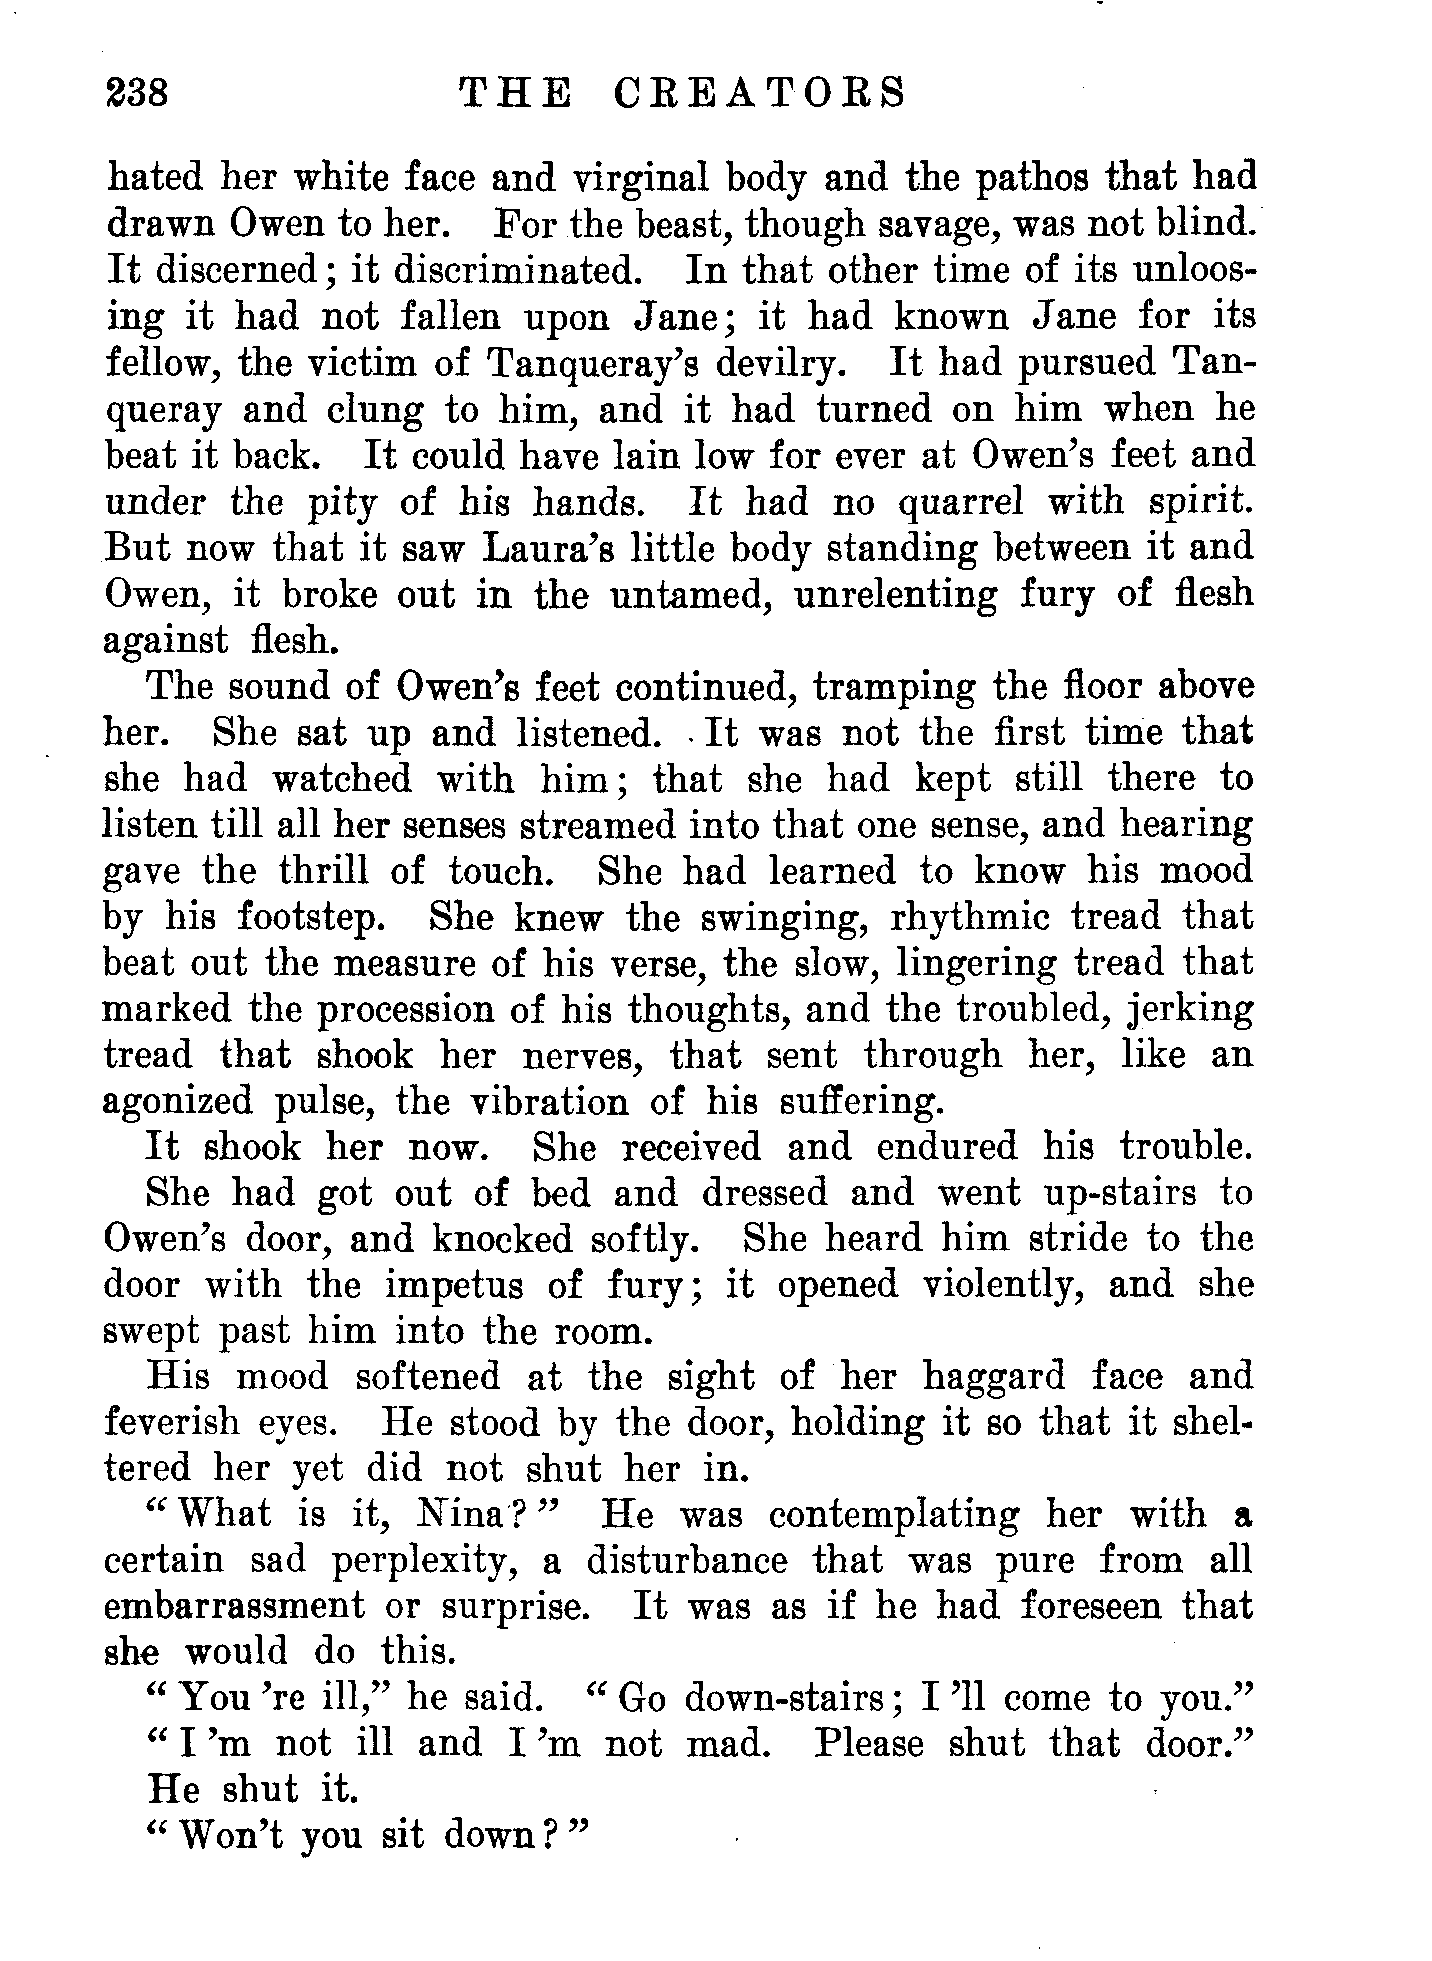 238 THE CREATORS
hated her white face and virginal body and the pathos that had
drawn Owen to her. For the beast, though savage, was not blind.
It discerned; it discriminated. In that other time of its unloos-
ing it had not fallen upon Jane; it had known Jane for its
fellow, the victim of Tanqueray's devilry. It had pursued Tan-
queray and clung to him, and it had turned on him when he
beat it back. It could have lain low for ever at Owen's feet and
under the pity of his hands. It had no quarrel with spirit.
But now that it saw Laura's little body standing between it and
Owen, it broke out in the untamed, unrelenting fury of flesh
against flesh.
The sound of Owen's feet continued, tramping the floor above
her. She sat up and listened. It was not the first time that
she had watched with him; that she had kept still there to
listen till all her senses streamed into that one sense, and hearing
gave the thrill of touch. She had learned to know his mood
by his footstep. She knew the swinging, rhythmic tread that
beat out the measure of his verse, the slow, lingering tread that
marked the procession of his thoughts, and the troubled, jerking
tread that shook her nerves, that sent through her, like an
agonized pulse, the vibration of his suffering.
It shook her now. She received and endured his trouble.
She had got out of bed and dressed and went up-stairs to
Owen's door, and knocked softly. She heard him stride to the
door with the impetus of fury; it opened violently, and she
swept past him into the room.
His mood softened at the sight of her haggard face and
feverish eyes. He stood by the door, holding it so that it shel-
tered her yet did not shut her in.
“What is it, Nina?” He was contemplating her with a
certain sad perplexity, a disturbance that was pure from all
embarrassment or surprise. It was as if he had foreseen that
she would do this.
“You 're ill,” he said. “Go down-stairs; I 'll come to you.”
“I 'm not ill and I 'm not mad. Please shut that door.”
He shut it.
“Won't you sit down?”